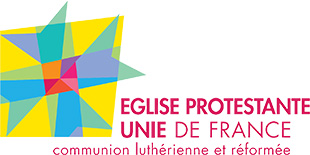 EGLISE PROTESTANTE
UNIE DE FRANCE
communion luthérienne et réformée